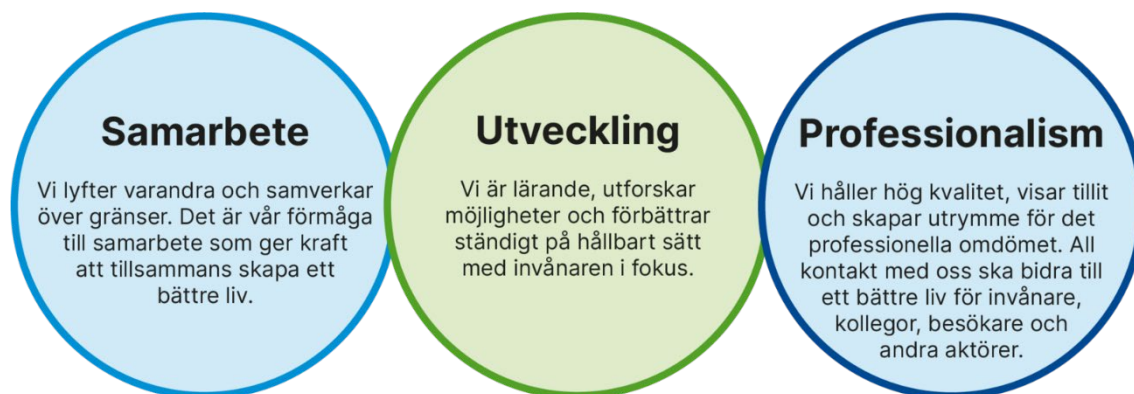 Samarbete
Vi lyfter varandra och samverkar
över gränser. Det är vår förmåga
till samarbete som ger kraft
att tillsammans skapa ett
bättre liv.
Utveckling
Vi är lärande, utforskar
möjligheter och förbättrar
ständigt på hållbart sätt
med invånaren i fokus.
Professionalism
Vi håller hög kvalitet, visar tillit
och skapar utrymme för det
professionella omdömet. All
kontakt med oss ska bidra till
ett bättre liv för invånare,
kollegor, besökare och
andra aktörer.